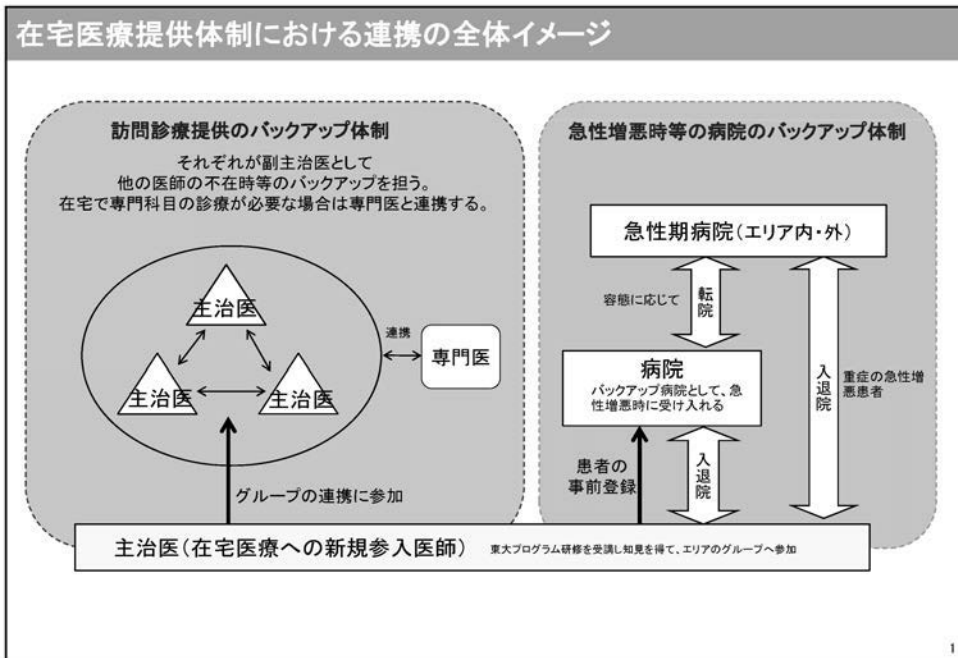 在宅医療提供体制における連携の全体イメージ
訪問診療提供のバックアップ体制
それぞれが副主治医として
他の医師の不在時等のバックアップを担う。
在宅で専門科目の診療が必要な場合は専門医と連携する。
主治医
主治医
主治医
連携
専門医
グループの連携に参加
急性増悪時等の病院のバックアップ体制
急性期病院(エリア内・外)
容態に応じて
転院
病院
バックアップ病院として、急
性増悪時に受け入れる
入退院
重症の急性増
悪患者
患者の
事前登録
入退院
主治医(在宅医療への新規参入医師) 東大プログラム研修を受講し知見を得て、エリアのグループへ参加
1